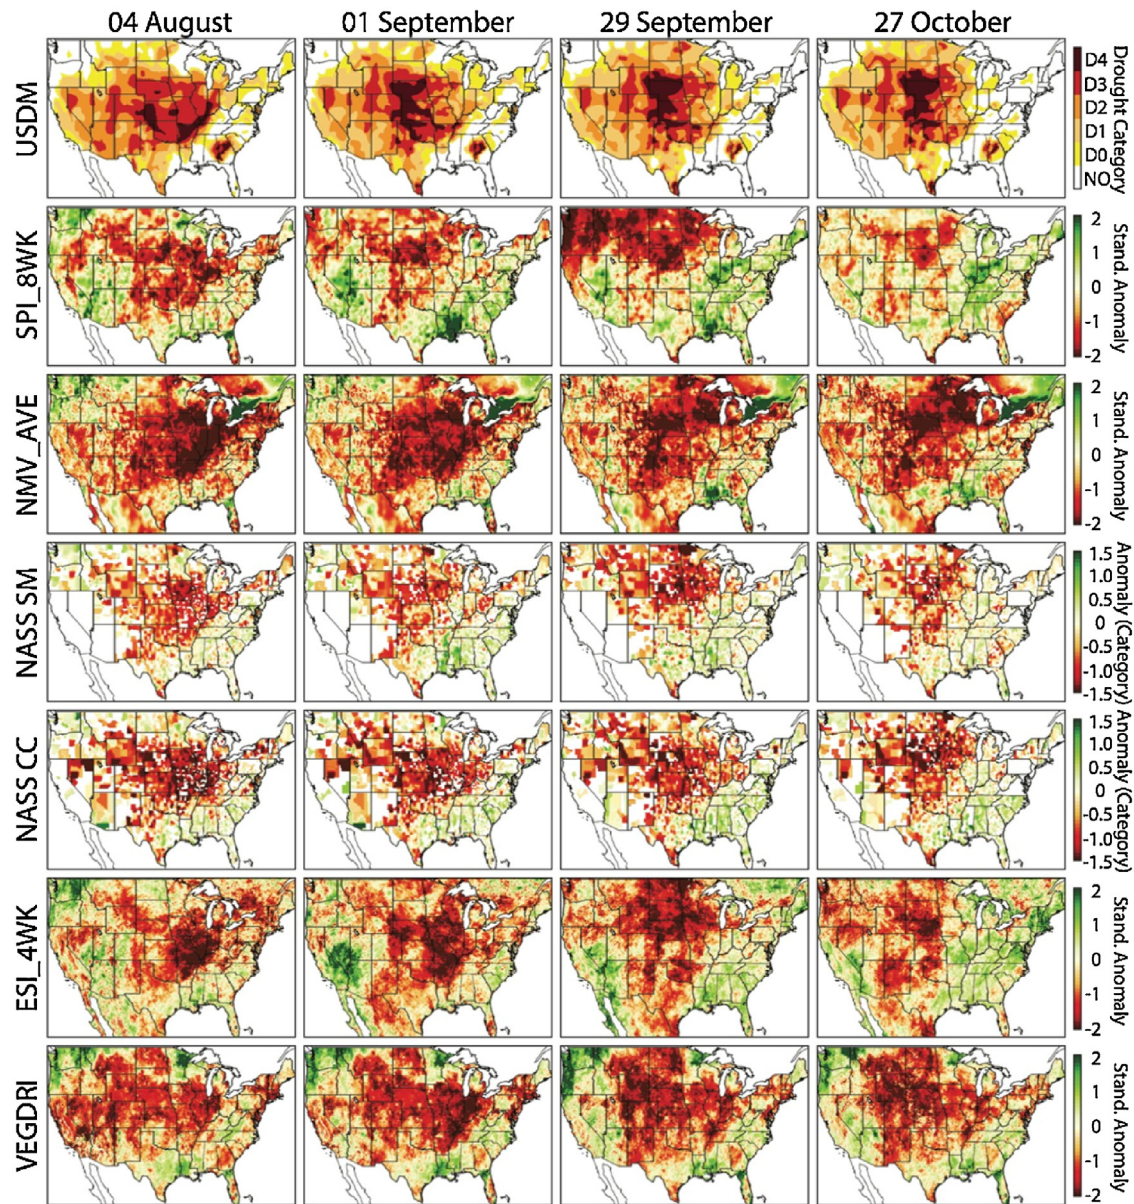 04 August 01 September 29 September 27 October
USDM
D4
D3
D2
D1
D0
NO
Drought Category
SPI_8WK
2
1
0
-1
-2
Stand. Anomaly
NMV_AVE
2
1
0
-1
-2
Stand. Anomaly
NASS SM
1.5
1.0
0.5
0
-0.5
-1.0
-1.5
Anomaly (Category)
NASS CC
1.5
1.0
0.5
0
-0.5
-1.0
-1.5
Anomaly (Category)
ESI_4WK
2
1
0
-1
-2
Stand. Anomaly
VEGDRI
2
1
0
-1
-2
Stand. Anomaly